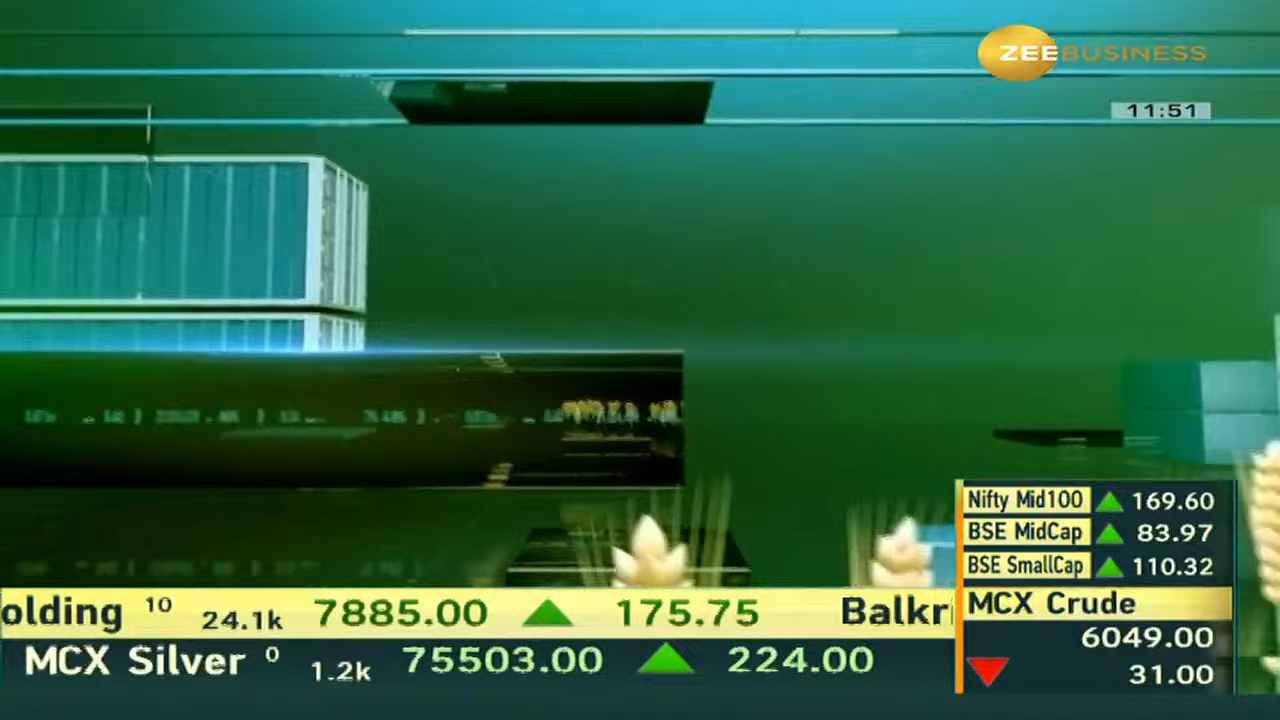 ZEEBUSINESS
11:51
Nifty Mid100 ▲ 169.60
BSE MidCap ▲ 83.97
BSE SmallCap ▲ 110.32
MCX Crude
6049.00
▼ 31.00
olding 10 24.1k 7885.00 ▲ 175.75 Balkr
MCX Silver 0 1.2k 75503.00 ▲ 224.00